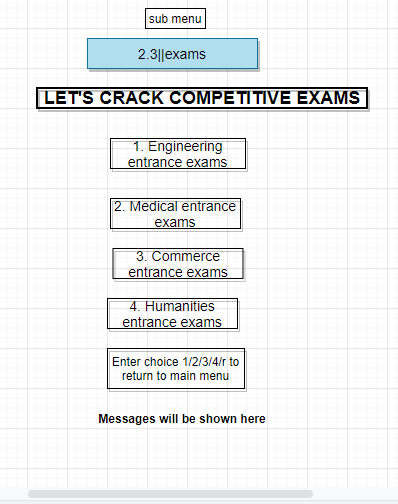 sub menu
2.3||exams
LET'S CRACK COMPETITIVE EXAMS
1. Engineering
entrance exams
2. Medical entrance
exams
3. Commerce
entrance exams
4. Humanities
entrance exams
Enter choice 1/2/3/4/r to
return to main menu
Messages will be shown here